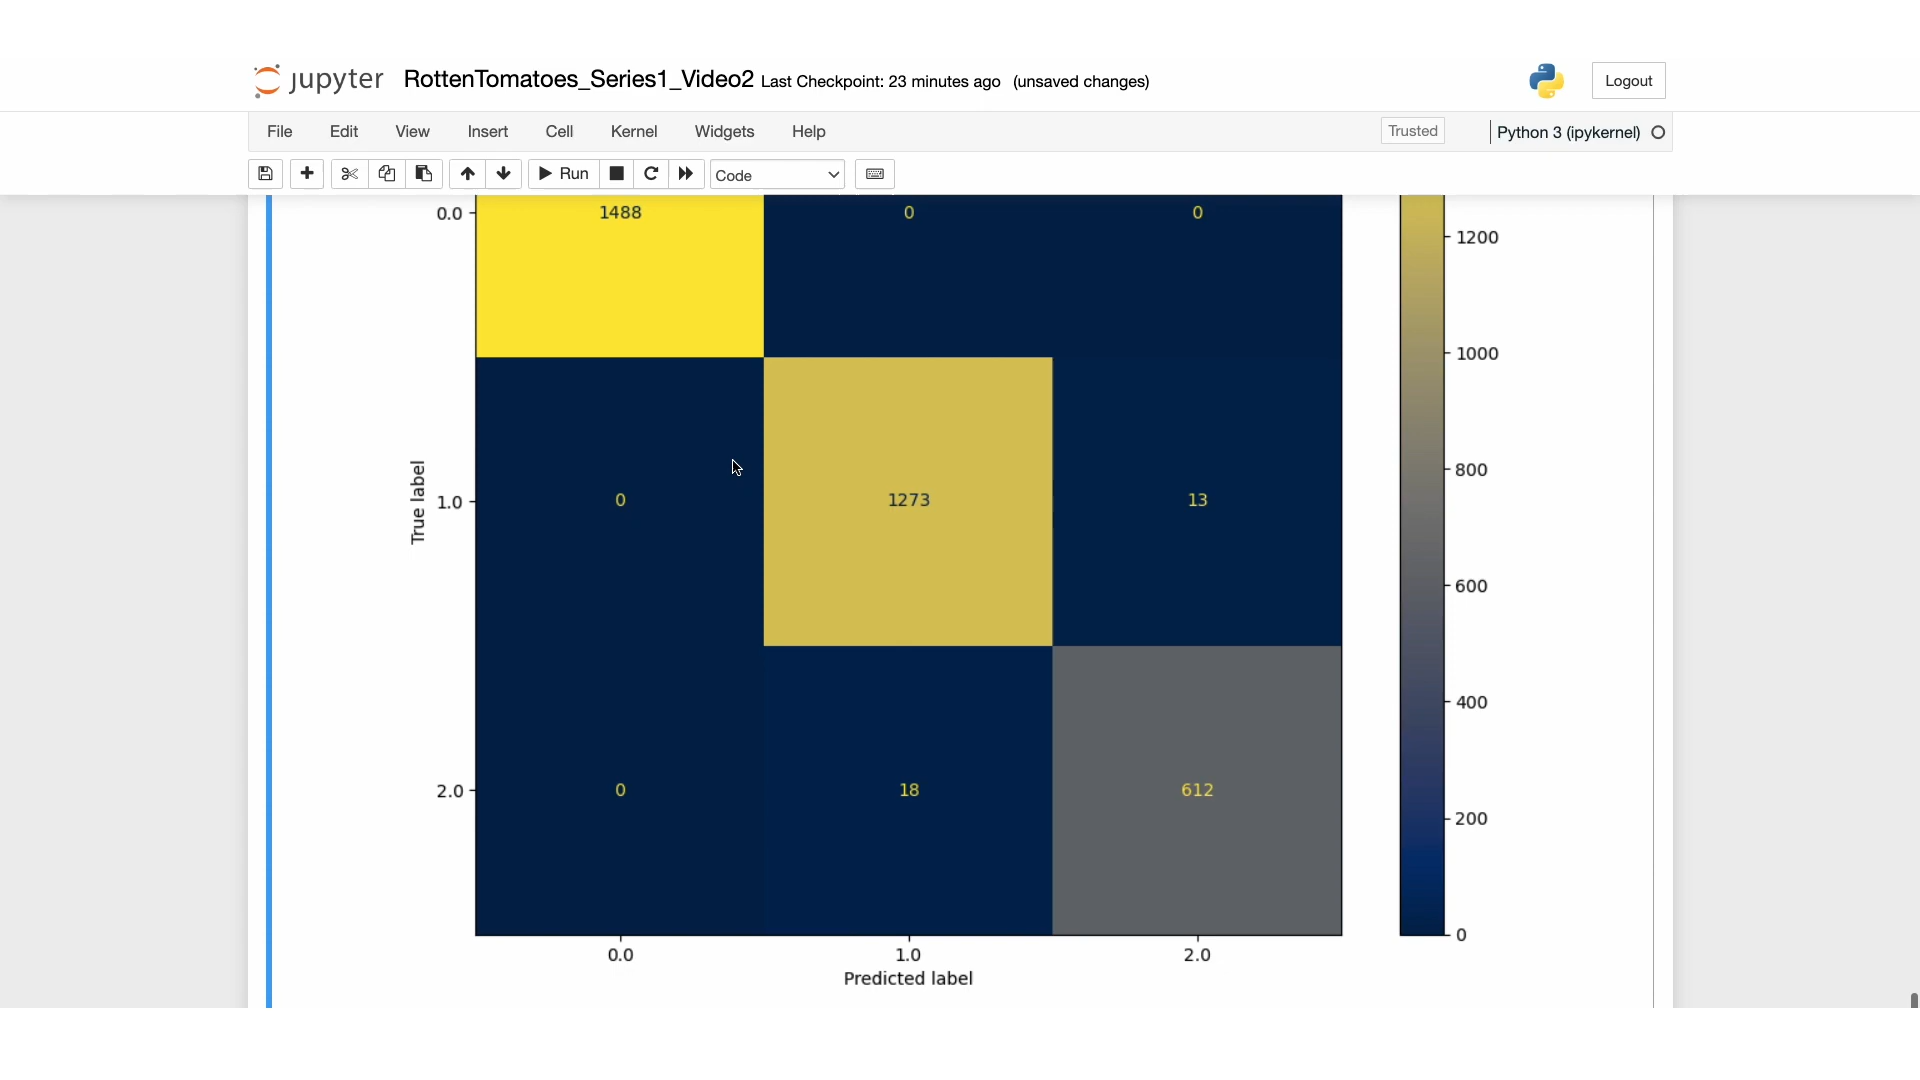 jupyter RottenTomatoes_Series1_Video2 Last Checkpoint: 23 minutes ago (unsaved changes) Logout
File Edit View Insert Cell Kernel Widgets Help Trusted Python 3 (ipykernel)
Run Code
0.0 1488 0 0
1200
1000
800
True label
1.0 0 1273 13
600
400
2.0 0 18 612
200
0
0.0 1.0 2.0
Predicted label